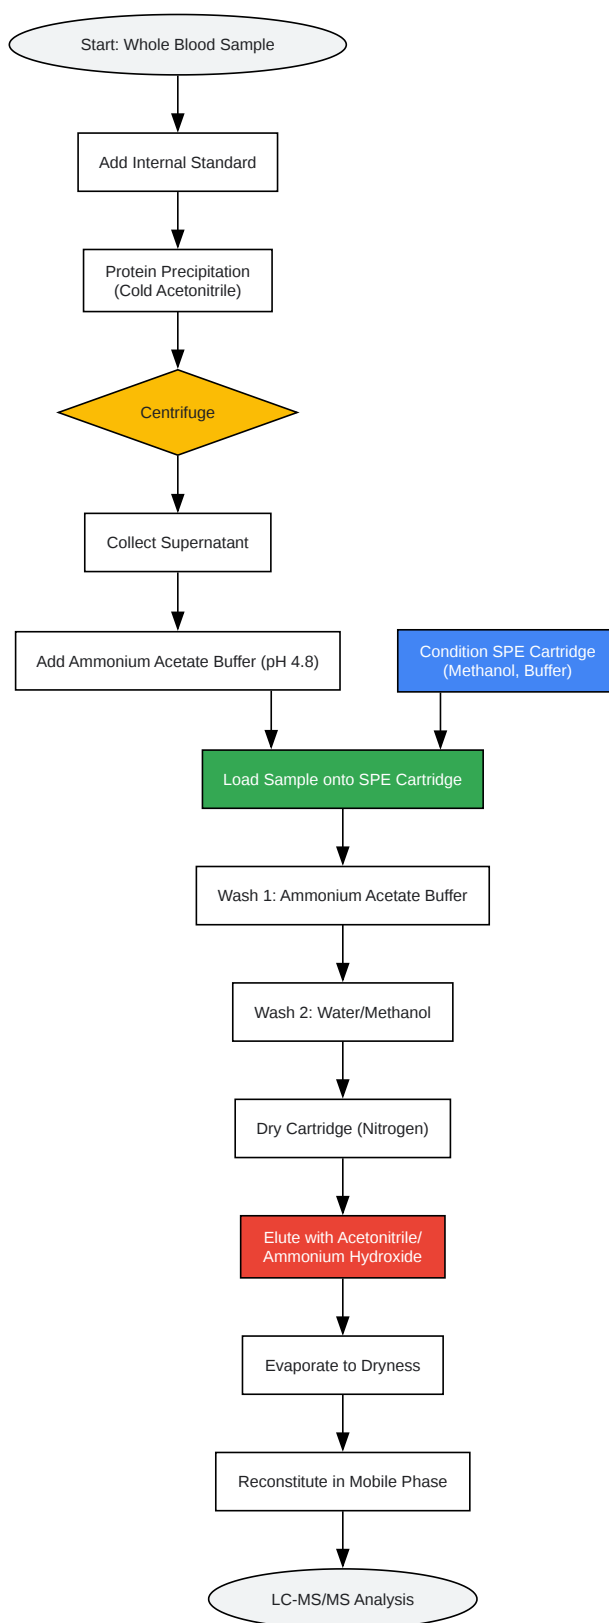 Start: Whole Blood Sample
Add Internal Standard
Protein Precipitation
(Cold Acetonitrile)
Centrifuge
Collect Supernatant
Add Ammonium Acetate Buffer (pH 4.8)
Condition SPE Cartridge
(Methanol, Buffer)
Load Sample onto SPE Cartridge
Wash 1: Ammonium Acetate Buffer
Wash 2: Water/Methanol
Dry Cartridge (Nitrogen)
Elute with Acetonitrile/
Ammonium Hydroxide
Evaporate to Dryness
Reconstitute in Mobile Phase
LC-MS/MS Analysis